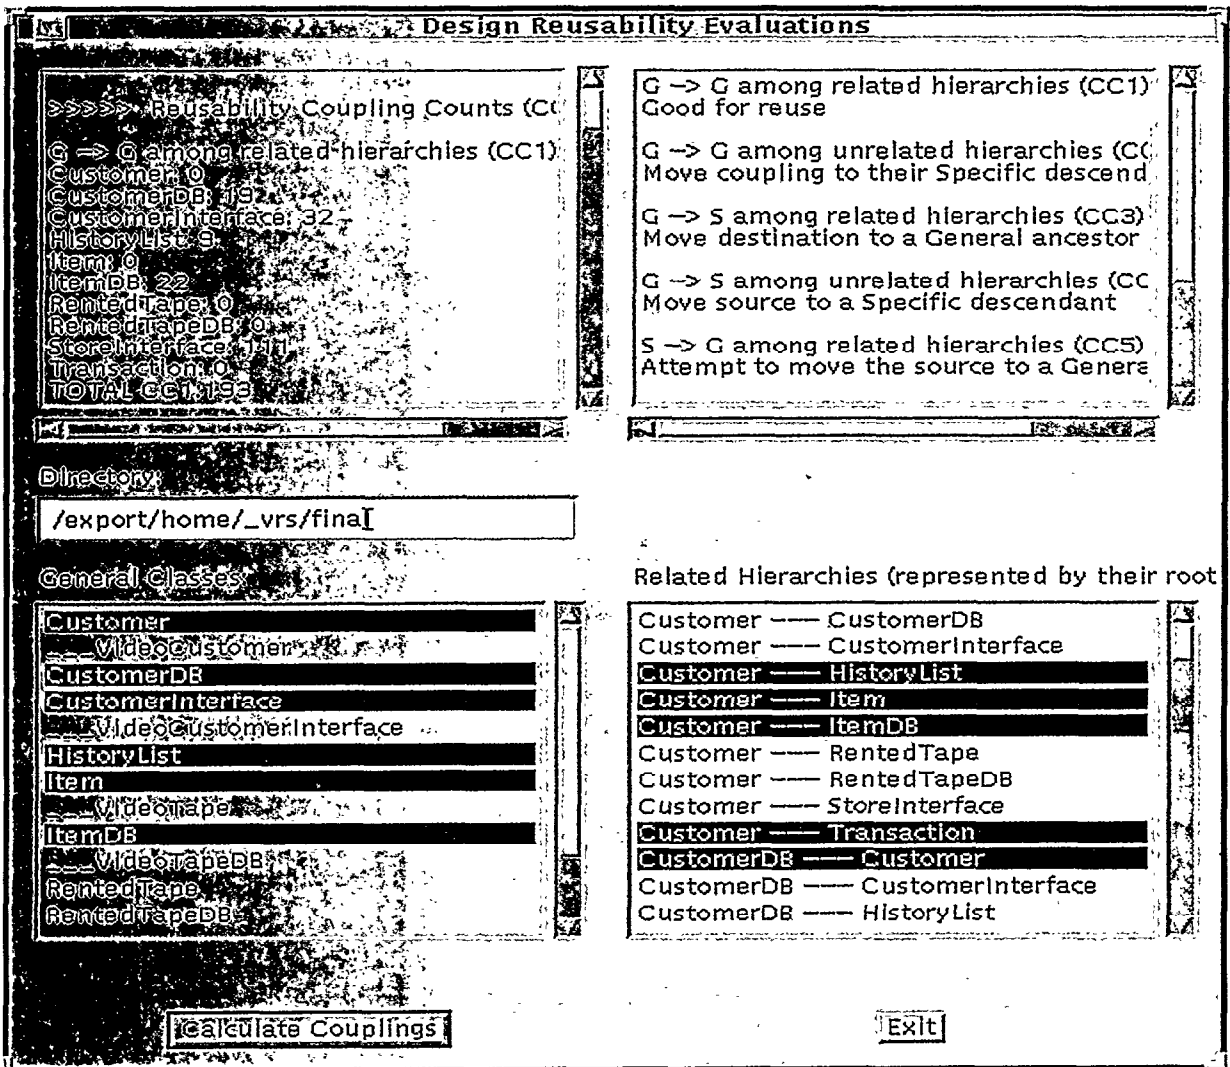 Design Reusability Evaluations
>>>>> Reusability Coupling Counts (C
G -> G among related hierarchies (CC1)
Customer: 0
CustomerDB: 19
CustomerInterface: 32
HistoryList: 9
Item: 0
ItemDB: 22
RentedTape: 0
RentedTapeDB: 0
StoreInterface: 111
Transaction: 0
TOTAL CC1: 193
G -> G among related hierarchies (CC1)
Good for reuse
G -> G among unrelated hierarchies (CC
Move coupling to their Specific descend
G -> S among related hierarchies (CC3)
Move destination to a General ancestor
G -> S among unrelated hierarchies (CC
Move source to a Specific descendant
S -> G among related hierarchies (CC5)
Attempt to move the source to a Genera
Directory:
/export/home/_vrs/final
General Classes
Customer
___VideoCustomer
CustomerDB
CustomerInterface
___VideoCustomerInterface
HistoryList
Item
___VideoTape
ItemDB
___VideoTapeDB
RentedTape
RentedTapeDB
Related Hierarchies (represented by their root
Customer --- CustomerDB
Customer --- CustomerInterface
Customer --- HistoryList
Customer --- Item
Customer --- ItemDB
Customer --- RentedTape
Customer --- RentedTapeDB
Customer --- StoreInterface
Customer --- Transaction
CustomerDB --- Customer
CustomerDB --- CustomerInterface
CustomerDB --- HistoryList
Calculate Couplings
Exit